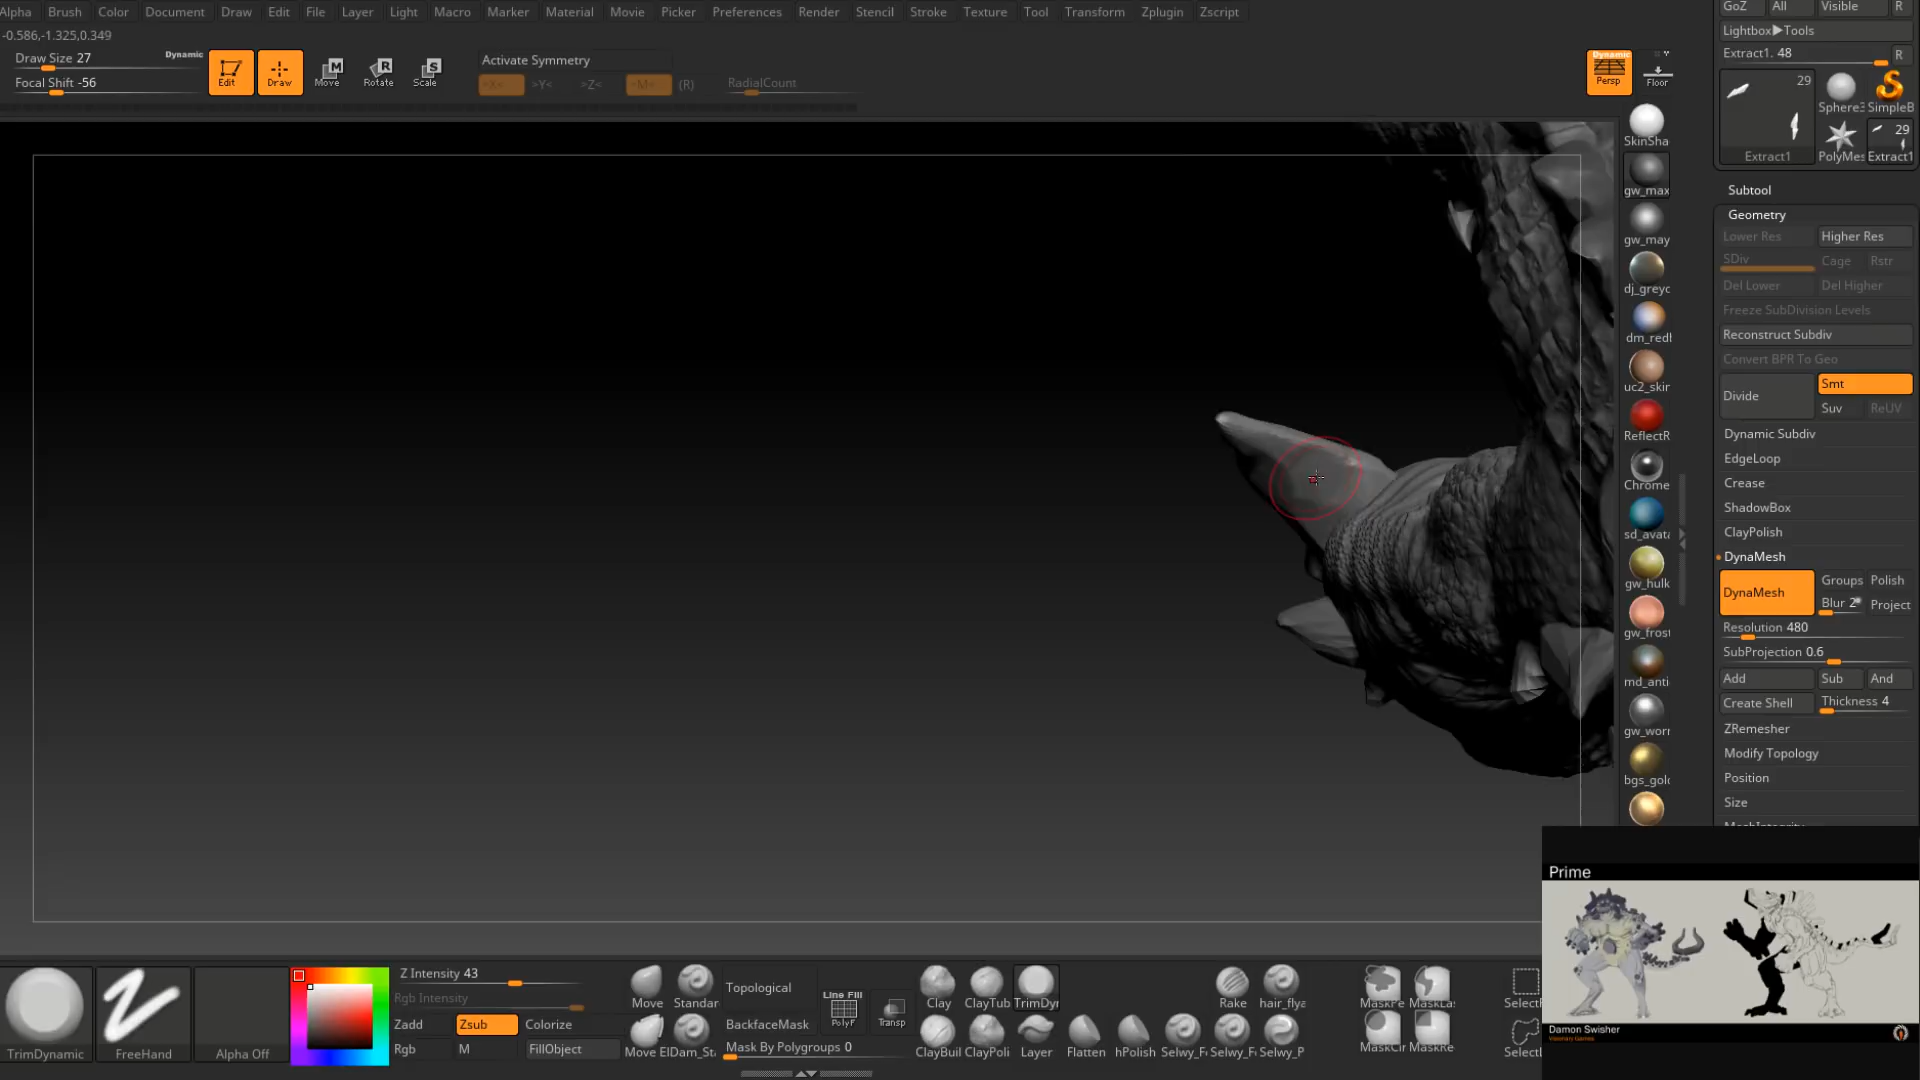 Alpha Brush Color Document Draw Edit File Layer Light Macro Marker Material Movie Picker Preferences Render Stencil Stroke Texture Tool Transform Zplugin Zscript
-0.586,-1.325,0.349
Draw Size 27
Dynamic
Focal Shift -56
Edit
Draw
Move
Rotate
Scale
Activate Symmetry
>X< >Y< >Z< >M< (R) RadialCount
Dynamic
Persp
Floor
GoZ All Visible R
Lightbox▶Tools
Extract1. 48 R
29
Extract1
Sphere3
SimpleB
PolyMes
29
Extract1
SkinSha
gw_max
gw_may
dj_greyc
dm_redl
uc2_skir
ReflectR
Chrome
sd_avata
gw_hulk
gw_frost
md_anti
gw_worr
bgs_gold
Subtool
Geometry
Lower Res Higher Res
SDiv Cage Rstr
Del Lower Del Higher
Freeze SubDivision Levels
Reconstruct Subdiv
Convert BPR To Geo
Divide Smt
Suv ReUV
Dynamic Subdiv
EdgeLoop
Crease
ShadowBox
ClayPolish
DynaMesh
DynaMesh Groups Polish
Blur 2 Project
Resolution 480
SubProjection 0.6
Add Sub And
Create Shell Thickness 4
ZRemesher
Modify Topology
Position
Size
Prime
Damon Swisher
TrimDynamic
FreeHand
Alpha Off
Z Intensity 43
Rgb Intensity
Zadd Zsub Colorize
Rgb M FillObject
Move Standar
Move ElDam_St
Topological
BackfaceMask
Mask By Polygroups 0
Line Fill
PolyF
Transp
Clay ClayTub TrimDyn
ClayBuil ClayPoli Layer Flatten hPolish Selwy_F Selwy_F Selwy_P
Rake hair_flya
MaskPe MaskLas
MaskCir MaskRe
SelectR
SelectL